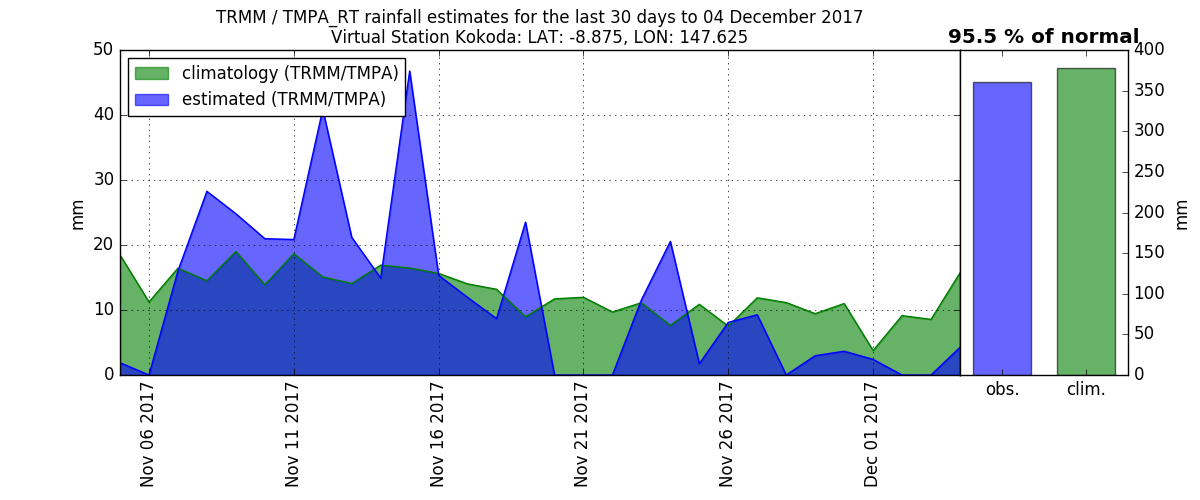 TRMM / TMPA_RT rainfall estimates for the last 30 days to 04 December 2017
Virtual Station Kokoda: LAT: -8.875, LON: 147.625
95.5 % of normal
climatology (TRMM/TMPA)
estimated (TRMM/TMPA)
50
40
30
20
10
0
mm
Nov 06 2017
Nov 11 2017
Nov 16 2017
Nov 21 2017
Nov 26 2017
Dec 01 2017
obs.
clim.
400
350
300
250
200
150
100
50
0
mm